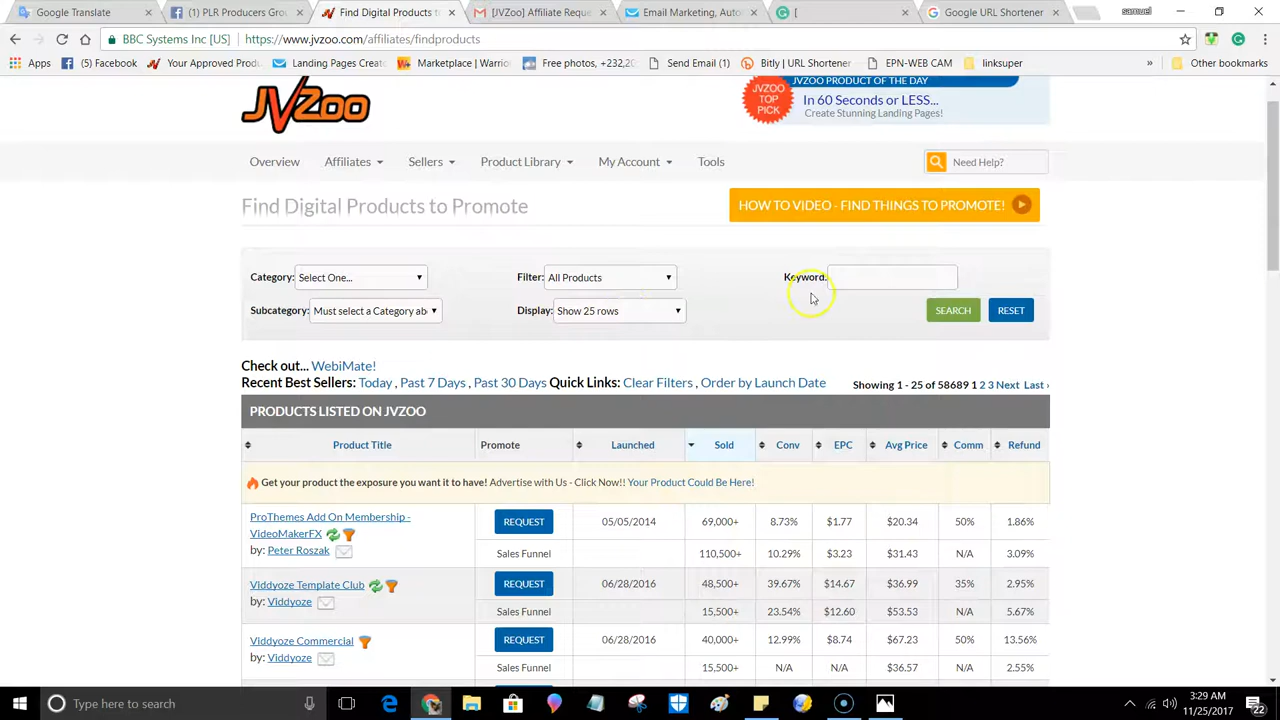 Google Translate
(1) PLR Producers Grou
Find Digital Products to
[JVZoo] Affiliate Reque
Email Marketing, Auto
[
Google URL Shortener
samuel
BBC Systems Inc [US] https://www.jvzoo.com/affiliates/findproducts
Apps (1) Facebook Your Approved Produ Landing Pages Creato Marketplace | Warrio Free photos, +232,20 Send Email (1) Bitly | URL Shortener EPN-WEB CAM linksuper » Other bookmarks
JVZoo
JVZOO TOP PICK
JVZOO PRODUCT OF THE DAY
In 60 Seconds or LESS...
Create Stunning Landing Pages!
Overview Affiliates Sellers Product Library My Account Tools Need Help?
Find Digital Products to Promote HOW TO VIDEO - FIND THINGS TO PROMOTE!
Category: Select One... Filter: All Products Keyword:
Subcategory: Must select a Category ab Display: Show 25 rows SEARCH RESET
Check out... WebiMate!
Recent Best Sellers: Today , Past 7 Days , Past 30 Days Quick Links: Clear Filters , Order by Launch Date Showing 1 - 25 of 58689 1 2 3 Next Last ›
PRODUCTS LISTED ON JVZOO
Product Title Promote Launched Sold Conv EPC Avg Price Comm Refund
Get your product the exposure you want it to have! Advertise with Us - Click Now!! Your Product Could Be Here!
ProThemes Add On Membership - VideoMakerFX
by: Peter Roszak
REQUEST 05/05/2014 69,000+ 8.73% $1.77 $20.34 50% 1.86%
Sales Funnel 110,500+ 10.29% $3.23 $31.43 N/A 3.09%
Viddyoze Template Club
by: Viddyoze
REQUEST 06/28/2016 48,500+ 39.67% $14.67 $36.99 35% 2.95%
Sales Funnel 15,500+ 23.54% $12.60 $53.53 N/A 5.67%
Viddyoze Commercial
by: Viddyoze
REQUEST 06/28/2016 40,000+ 12.99% $8.74 $67.23 50% 13.56%
Sales Funnel 15,500+ N/A N/A $36.57 N/A 2.55%
Type here to search
3:29 AM
11/25/2017
22